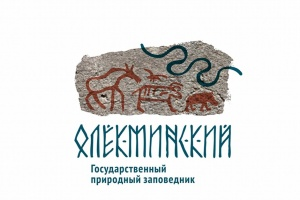 ОЛЁКМИНСКИЙ
Государственный
природный заповедник